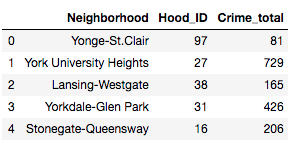 Neighborhood Hood_ID Crime_total
0 Yonge-St.Clair 97 81
1 York University Heights 27 729
2 Lansing-Westgate 38 165
3 Yorkdale-Glen Park 31 426
4 Stonegate-Queensway 16 206